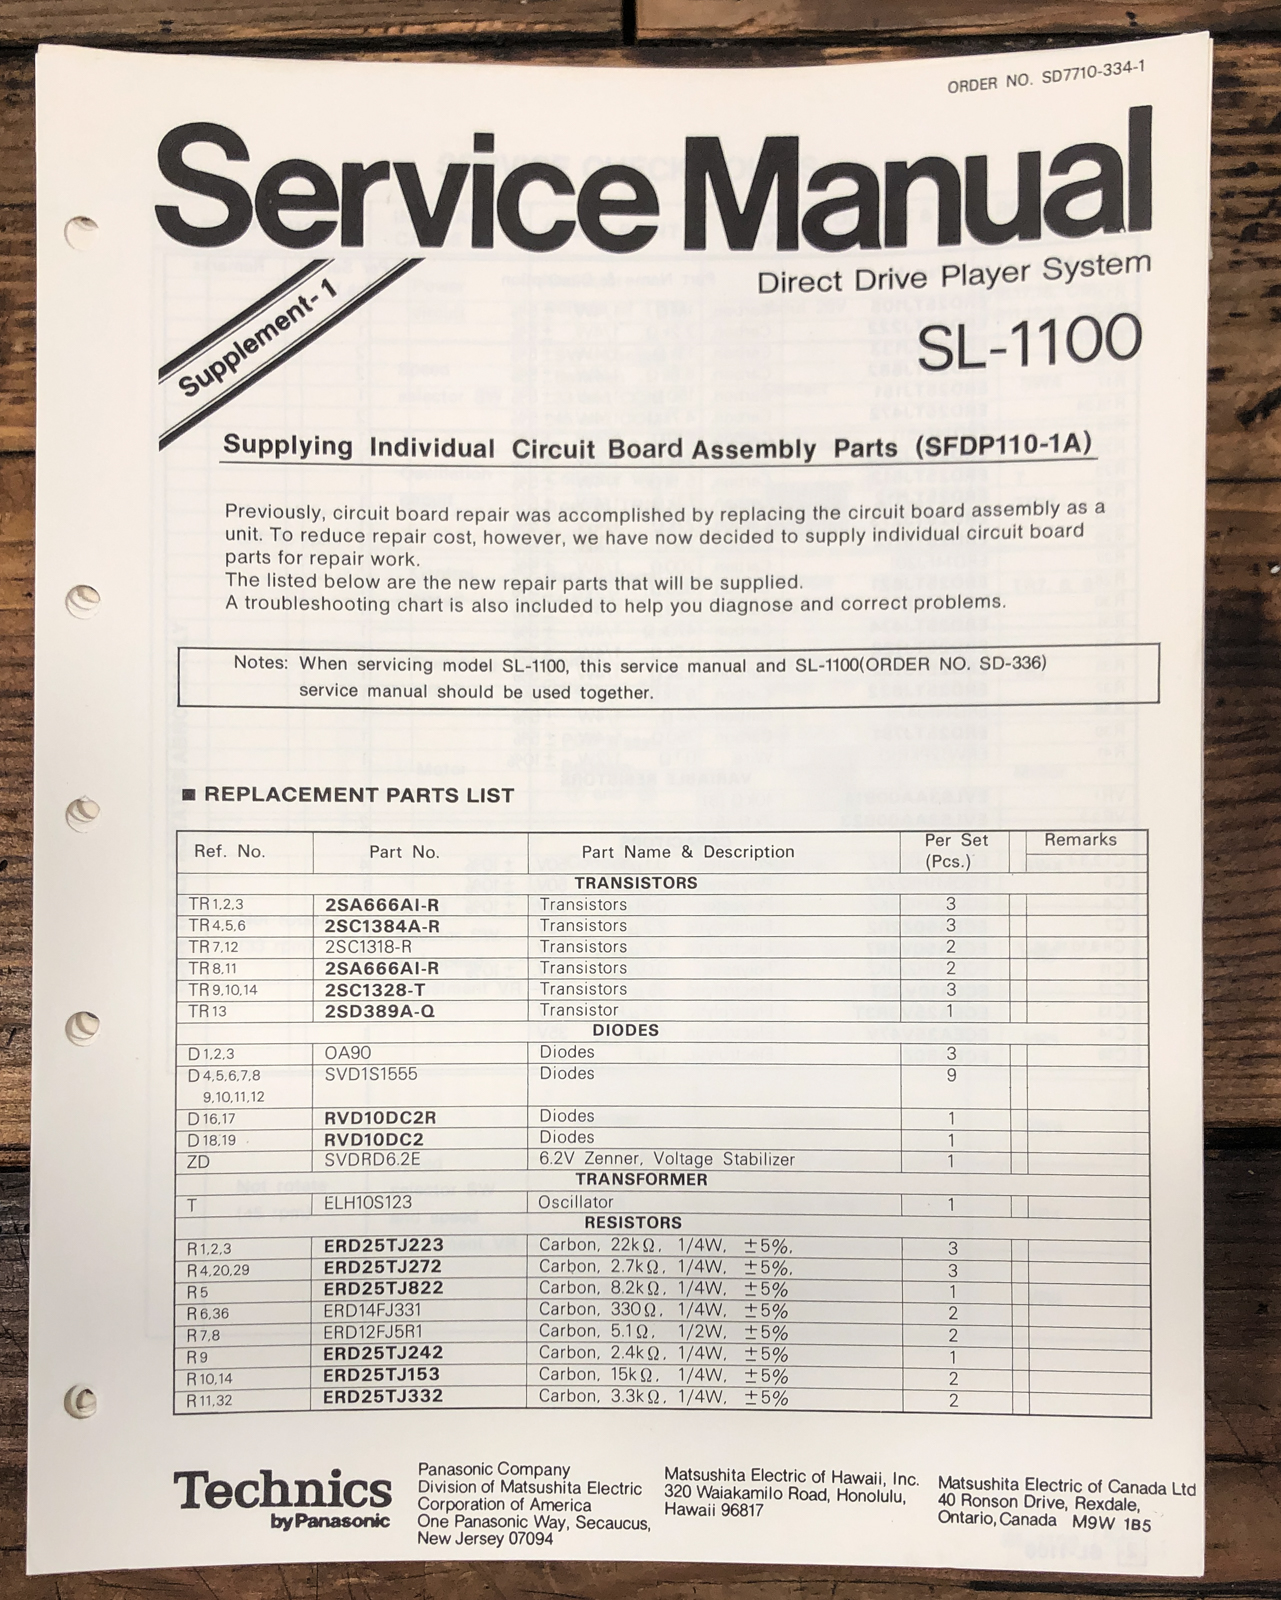 ORDER NO. SD7710-334-1
Service Manual
Direct Drive Player System
SL-1100
Supplement-1
Supplying Individual Circuit Board Assembly Parts (SFDP110-1A)
Previously, circuit board repair was accomplished by replacing the circuit board assembly as a
unit. To reduce repair cost, however, we have now decided to supply individual circuit board
parts for repair work.
The listed below are the new repair parts that will be supplied.
A troubleshooting chart is also included to help you diagnose and correct problems.
Notes: When servicing model SL-1100, this service manual and SL-1100(ORDER NO. SD-336)
service manual should be used together.
■ REPLACEMENT PARTS LIST
Ref. No. Part No. Part Name & Description Per Set (Pcs.) Remarks
TRANSISTORS
TR1,2,3 2SA666AI-R Transistors 3
TR4,5,6 2SC1384A-R Transistors 3
TR7,12 2SC1318-R Transistors 2
TR8,11 2SA666AI-R Transistors 2
TR9,10,14 2SC1328-T Transistors 3
TR13 2SD389A-Q Transistor 1
DIODES
D1,2,3 OA90 Diodes 3
D4,5,6,7,8 SVD1S1555 Diodes 9
9,10,11,12
D16,17 RVD10DC2R Diodes 1
D18,19 RVD10DC2 Diodes 1
ZD SVDRD6.2E 6.2V Zenner, Voltage Stabilizer 1
TRANSFORMER
T ELH10S123 Oscillator 1
RESISTORS
R1,2,3 ERD25TJ223 Carbon, 22kΩ, 1/4W, ±5%, 3
R4,20,29 ERD25TJ272 Carbon, 2.7kΩ, 1/4W, ±5%, 3
R5 ERD25TJ822 Carbon, 8.2kΩ, 1/4W, ±5% 1
R6,36 ERD14FJ331 Carbon, 330Ω, 1/4W, ±5% 2
R7,8 ERD12FJ5R1 Carbon, 5.1Ω, 1/2W, ±5% 2
R9 ERD25TJ242 Carbon, 2.4kΩ, 1/4W, ±5% 1
R10,14 ERD25TJ153 Carbon, 15kΩ, 1/4W, ±5% 2
R11,32 ERD25TJ332 Carbon, 3.3kΩ, 1/4W, ±5% 2
Technics
by Panasonic
Panasonic Company
Division of Matsushita Electric
Corporation of America
One Panasonic Way, Secaucus,
New Jersey 07094
Matsushita Electric of Hawaii, Inc.
320 Waiakamilo Road, Honolulu,
Hawaii 96817
Matsushita Electric of Canada Ltd
40 Ronson Drive, Rexdale,
Ontario, Canada M9W 1B5